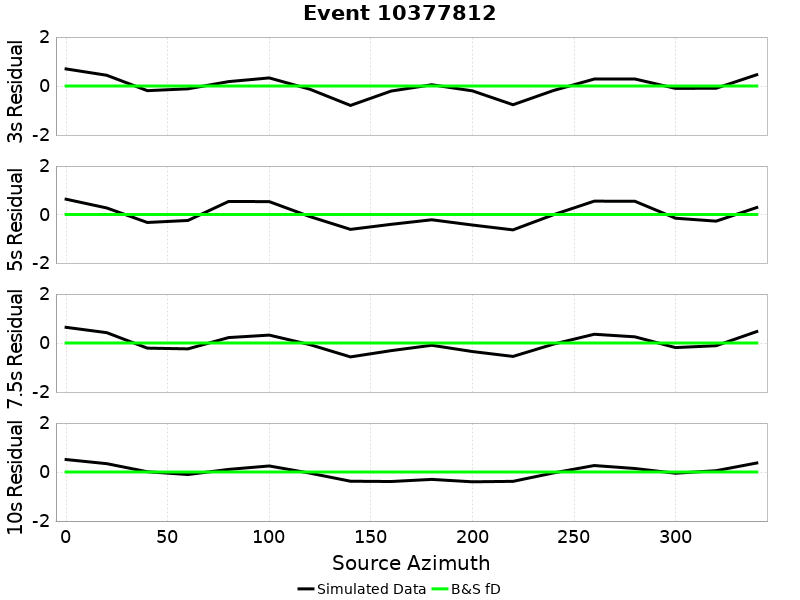 Event 10377812
3s Residual
2
0
-2
5s Residual
2
0
-2
7.5s Residual
2
0
-2
10s Residual
2
0
-2
0 50 100 150 200 250 300
Source Azimuth
Simulated Data B&S fD